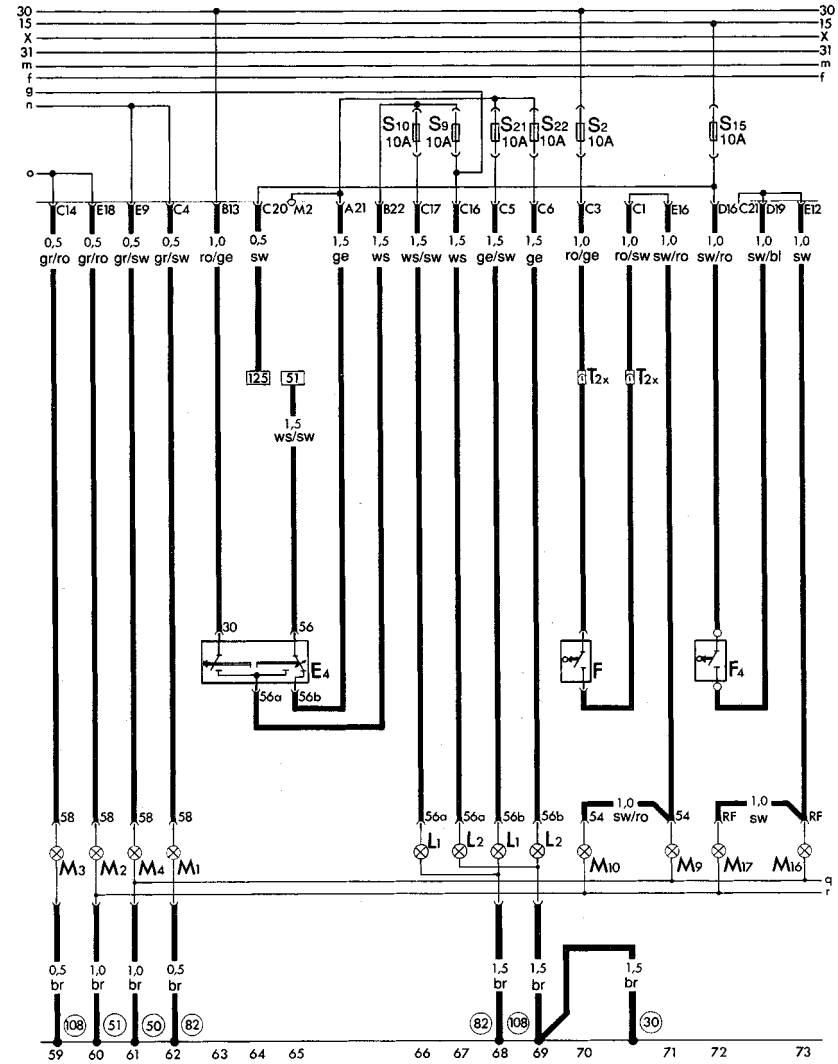 30 30
15 15
X X
31 31
m m
f f
g
n
S10 S9 S21 S22 S2 S15
10A 10A 10A 10A 10A 10A
o
C14 E18 E9 C4 B13 C20 M2 A21 B22 C17 C16 C5 C6 C3 C1 E16 D16 C21 D19 E12
0,5 0,5 0,5 0,5 1,0 0,5 1,5 1,5 1,5 1,5 1,5 1,5 1,0 1,0 1,0 1,0 1,0 1,0
gr/ro gr/ro gr/sw gr/sw ro/ge sw ge ws ws/sw ws ge/sw ge ro/ge ro/sw sw/ro sw/ro sw/bl sw
125 51 T2x T2x
1,5
ws/sw
30 56
E4 F F4
56a 56b
1,0 1,0
sw/ro sw
58 58 58 58 56a 56a 56b 56b 54 54 RF RF
L1 L2 L1 L2
M3 M2 M4 M1 M10 M9 M17 M16
q
r
0,5 1,0 1,0 0,5 1,5 1,5 1,5
br br br br br br br
108 51 50 82 82 108 30
59 60 61 62 63 64 65 66 67 68 69 70 71 72 73